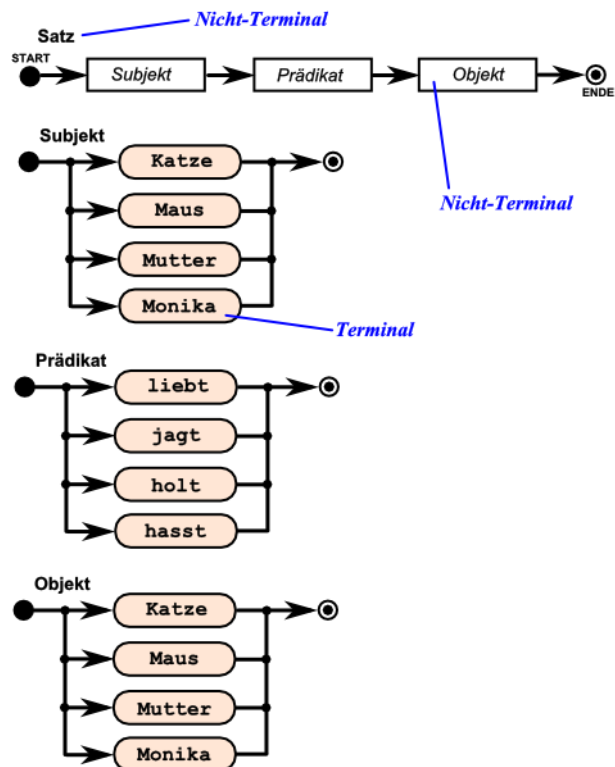 Nicht-Terminal
Satz
START
Subjekt
Prädikat
Objekt
ENDE
Subjekt
Katze
Maus
Mutter
Monika
Nicht-Terminal
Terminal
Prädikat
liebt
jagt
holt
hasst
Objekt
Katze
Maus
Mutter
Monika